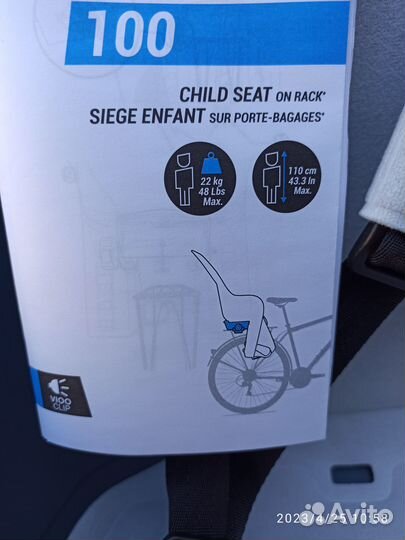 100
CHILD SEAT ON RACK*
SIEGE ENFANT SUR PORTE-BAGAGES*
22 kg
48 Lbs
Max.
110 cm
43.3 In
Max.
VIOO
CLIP
Avito
2023/4/25 10:58